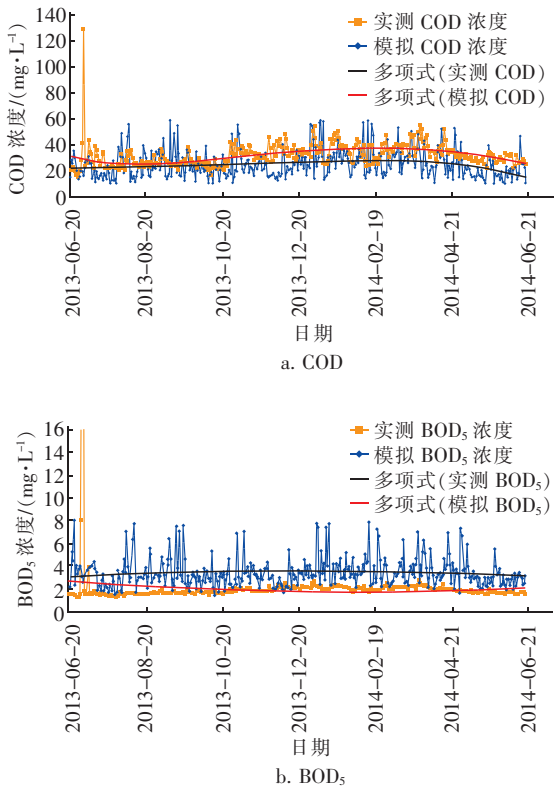 140
120
100
80
60
40
20
0
COD 浓度/(mg·L⁻¹)
实测 COD 浓度
模拟 COD 浓度
多项式(实测 COD)
多项式(模拟 COD)
2013-06-20
2013-08-20
2013-10-20
2013-12-20
2014-02-19
2014-04-21
2014-06-21
日期
a. COD
16
14
12
10
8
6
4
2
0
BOD₅ 浓度/(mg·L⁻¹)
实测 BOD₅ 浓度
模拟 BOD₅ 浓度
多项式(实测 BOD₅)
多项式(模拟 BOD₅)
2013-06-20
2013-08-20
2013-10-20
2013-12-20
2014-02-19
2014-04-21
2014-06-21
日期
b. BOD₅